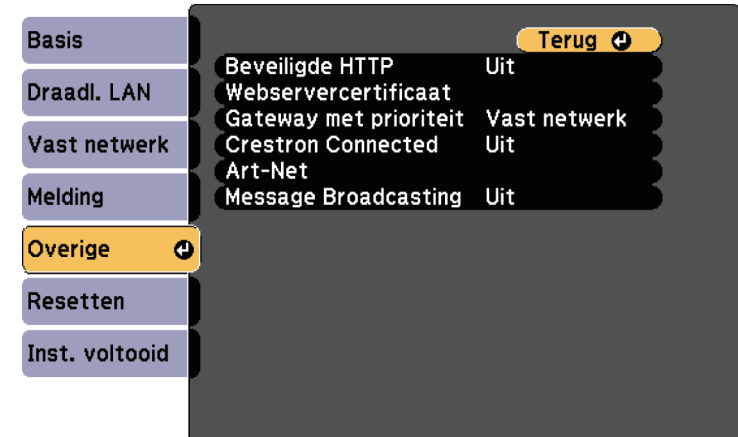 Basis
Draadl. LAN
Vast netwerk
Melding
Overige
Resetten
Inst. voltooid
Terug
Beveiligde HTTP Uit
Webservercertificaat
Gateway met prioriteit Vast netwerk
Crestron Connected Uit
Art-Net
Message Broadcasting Uit